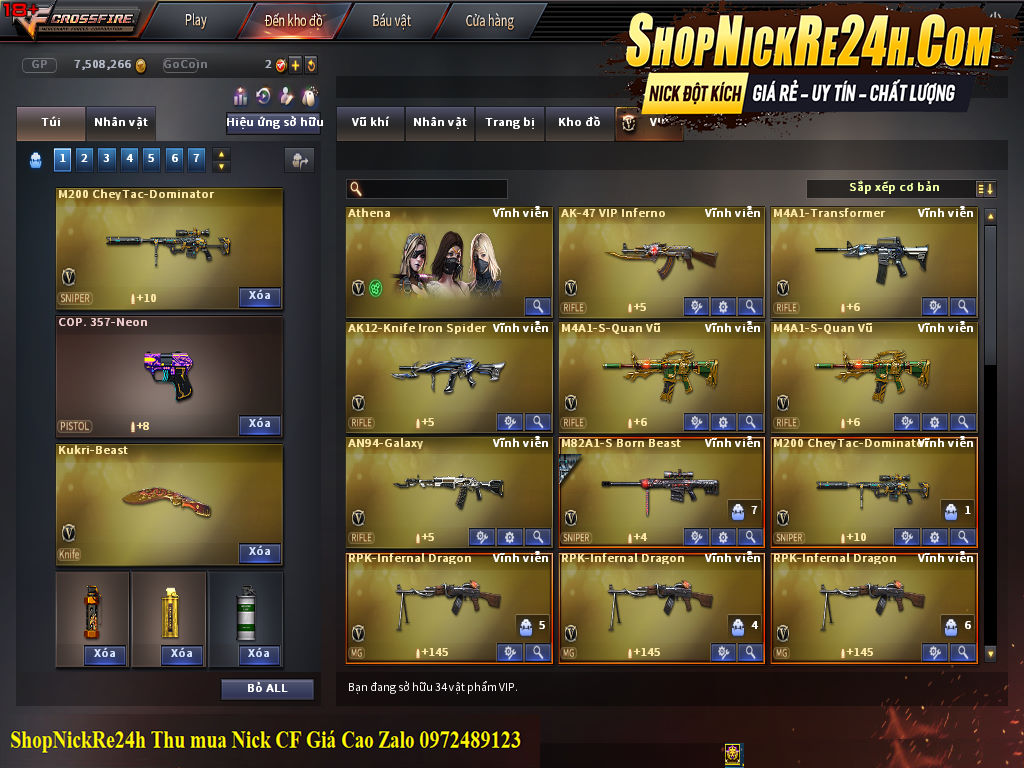 18+
CROSSFIRE
Play
Đến kho đồ
Báu vật
Cửa hàng
SHOPNICKRE24H.COM
NICK ĐỘT KÍCH GIÁ RẺ – UY TÍN – CHẤT LƯỢNG
GP 7,508,266 GoCoin 2
Túi
Nhân vật
Hiệu ứng sở hữu
Vũ khí
Nhân vật
Trang bị
Kho đồ
1 2 3 4 5 6 7
Sắp xếp cơ bản
M200 CheyTac-Dominator
SNIPER +10 Xóa
COP. 357-Neon
PISTOL +8 Xóa
Kukri-Beast
Knife Xóa
Xóa Xóa Xóa
Bỏ ALL
Athena Vĩnh viễn
AK-47 VIP Inferno Vĩnh viễn
RIFLE +5
M4A1-Transformer Vĩnh viễn
RIFLE +6
AK12-Knife Iron Spider Vĩnh viễn
RIFLE +5
M4A1-S-Quan Vũ Vĩnh viễn
RIFLE +6
M4A1-S-Quan Vũ Vĩnh viễn
RIFLE +6
AN94-Galaxy Vĩnh viễn
RIFLE +5
M82A1-S Born Beast Vĩnh viễn
7
SNIPER +4
M200 CheyTac-Dominato Vĩnh viễn
1
SNIPER +10
RPK-Infernal Dragon Vĩnh viễn
5
MG +145
RPK-Infernal Dragon Vĩnh viễn
4
MG +145
RPK-Infernal Dragon Vĩnh viễn
6
MG +145
Bạn đang sở hữu 34 vật phẩm VIP.
ShopNickRe24h Thu mua Nick CF Giá Cao Zalo 0972489123